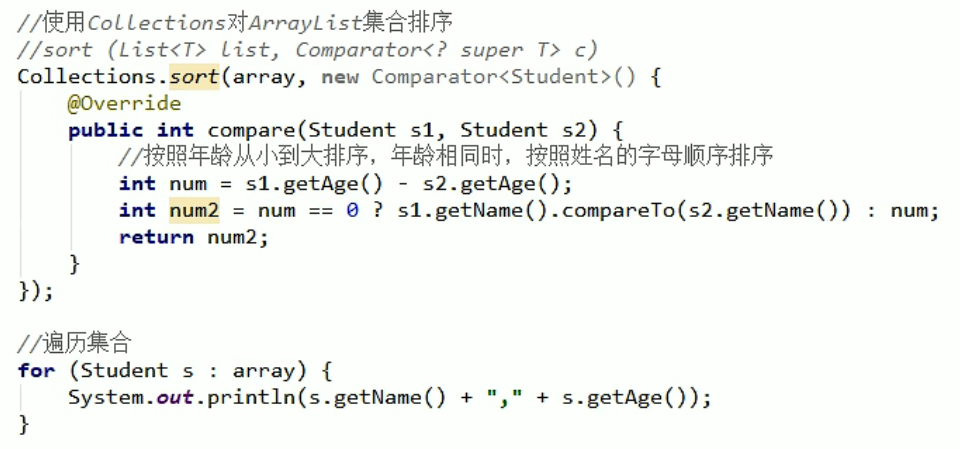 //使用Collections对ArrayList集合排序
//sort (List<T> list, Comparator<? super T> c)
Collections.sort(array, new Comparator<Student>() {
    @Override
    public int compare(Student s1, Student s2) {
        //按照年龄从小到大排序，年龄相同时，按照姓名的字母顺序排序
        int num = s1.getAge() - s2.getAge();
        int num2 = num == 0 ? s1.getName().compareTo(s2.getName()) : num;
        return num2;
    }
});
//遍历集合
for (Student s : array) {
    System.out.println(s.getName() + "," + s.getAge());
}